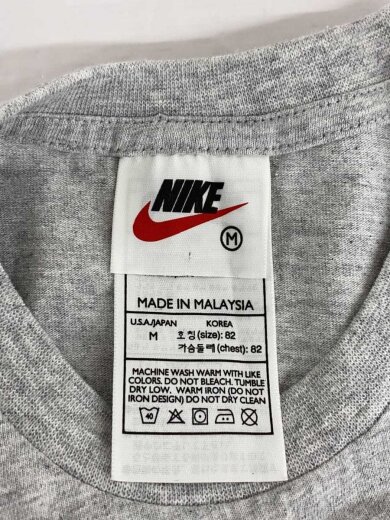 NIKE
M
MADE IN MALAYSIA
U.S.A/JAPAN KOREA
M 호칭(size): 82
가슴둘레(chest): 82
MACHINE WASH WARM WITH LIKE
COLORS. DO NOT BLEACH. TUMBLE
DRY LOW, WARM IRON (DO NOT
IRON DESIGN) DO NOT DRY CLEAN
40